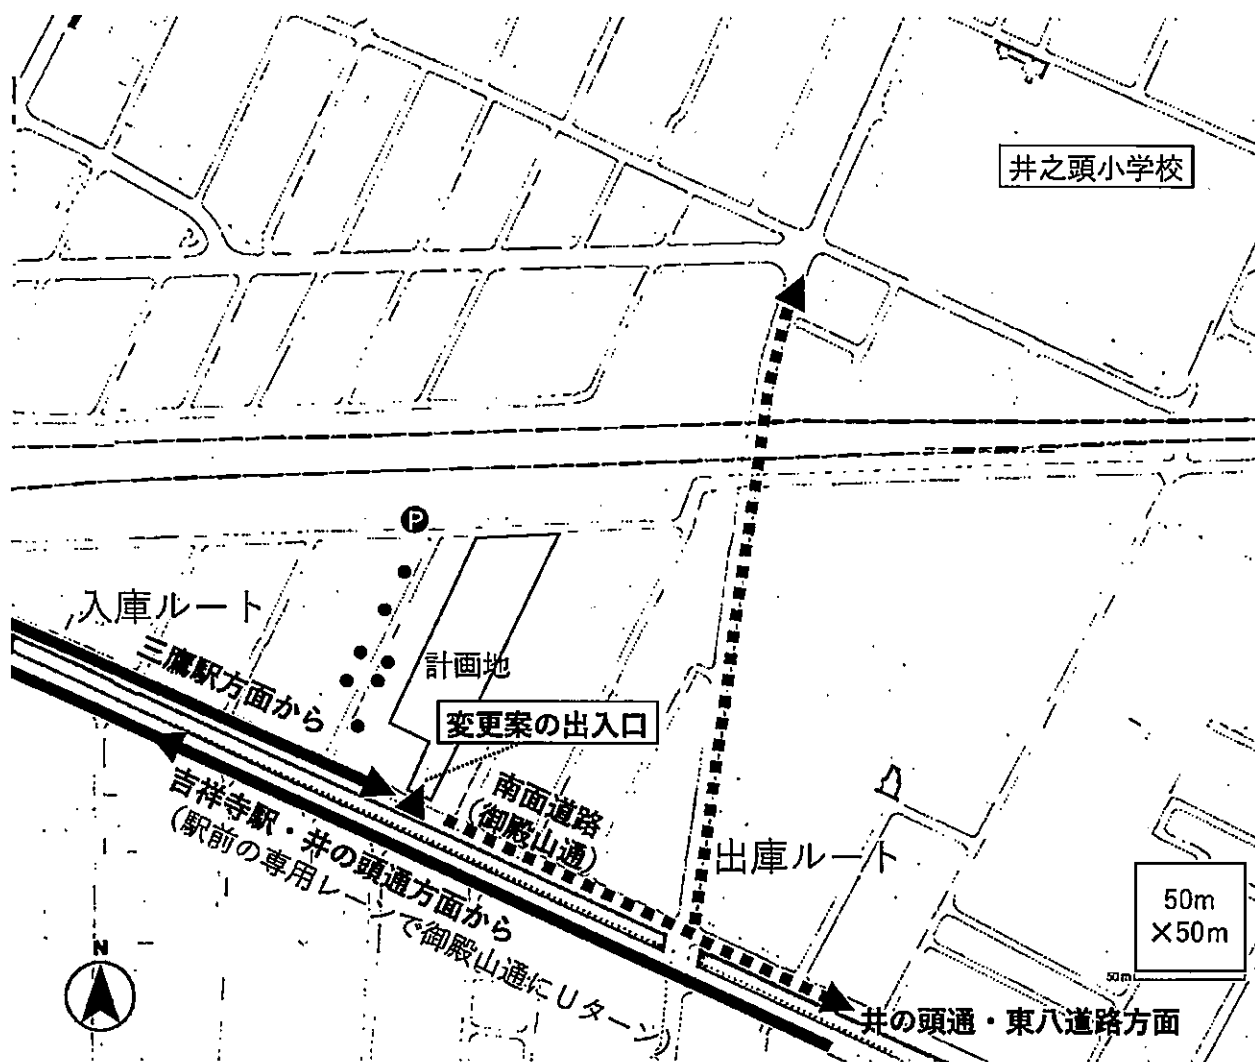 井之頭小学校
P
入庫ルート
三鷹駅方面から
計画地
変更案の出入口
南面道路
(御殿山通)
吉祥寺駅・井の頭通方面から
(駅前の専用レーンで御殿山通にUターン)
出庫ルート
50m
×50m
50m
N
井の頭通・東八道路方面